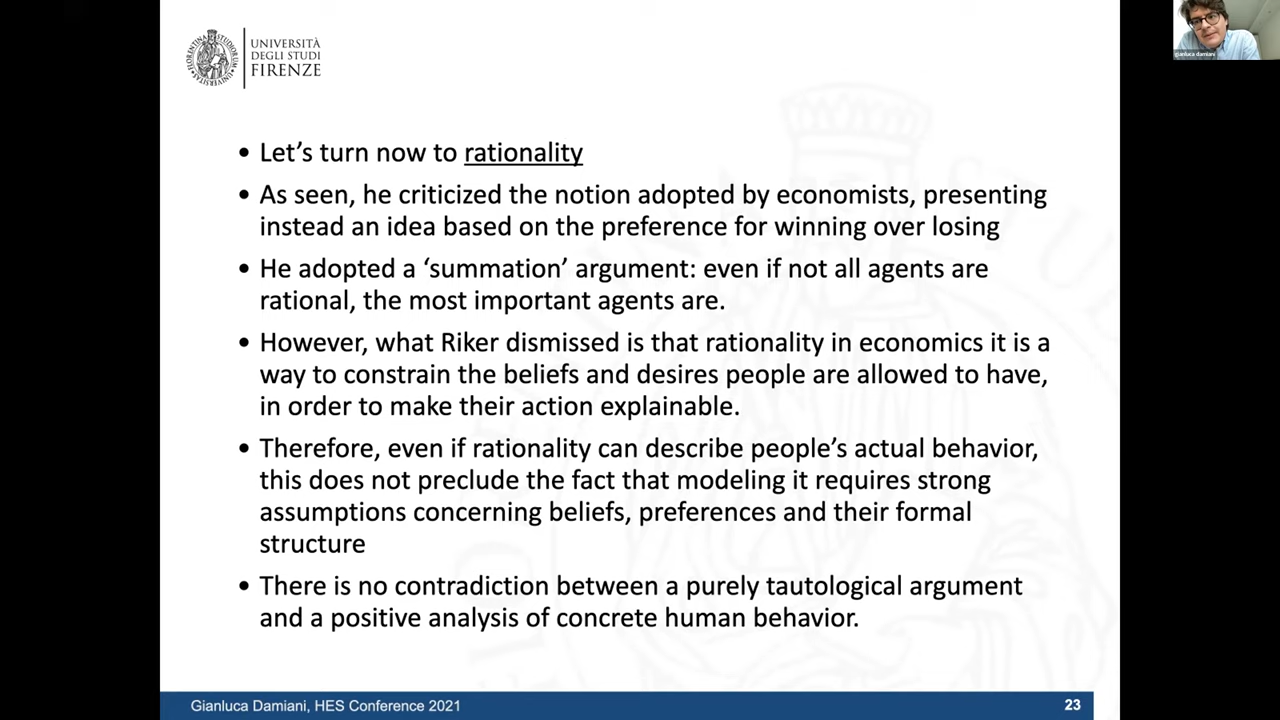 UNIVERSITÀ
DEGLI STUDI
FIRENZE
gianluca damiani
• Let's turn now to rationality
• As seen, he criticized the notion adopted by economists, presenting
instead an idea based on the preference for winning over losing
• He adopted a ‘summation’ argument: even if not all agents are
rational, the most important agents are.
• However, what Riker dismissed is that rationality in economics it is a
way to constrain the beliefs and desires people are allowed to have,
in order to make their action explainable.
• Therefore, even if rationality can describe people's actual behavior,
this does not preclude the fact that modeling it requires strong
assumptions concerning beliefs, preferences and their formal
structure
• There is no contradiction between a purely tautological argument
and a positive analysis of concrete human behavior.
Gianluca Damiani, HES Conference 2021
23